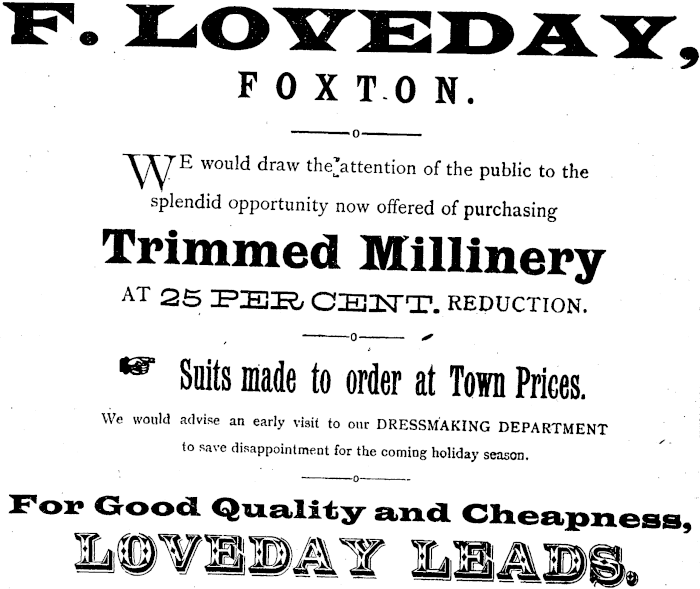 F. LOVEDAY,
FOXTON.
WE would draw the attention of the public to the
splendid opportunity now offered of purchasing
Trimmed Millinery
AT 25 PER CENT. REDUCTION.
Suits made to order at Town Prices.
We would advise an early visit to our DRESSMAKING DEPARTMENT
to save disappointment for the coming holiday season.
For Good Quality and Cheapness,
LOVEDAY LEADS.